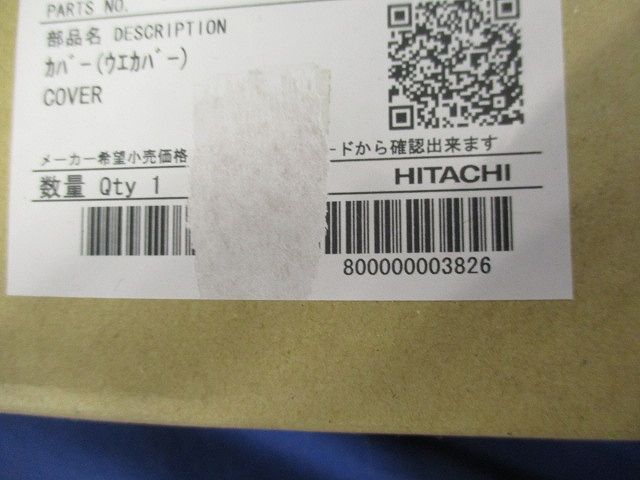 PARTS NO.
部品名 DESCRIPTION
ｶﾊﾞｰ(ｳｴｶﾊﾞｰ)
COVER
メーカー希望小売価格 ードから確認出来ます
数量 Qty 1 HITACHI
800000003826